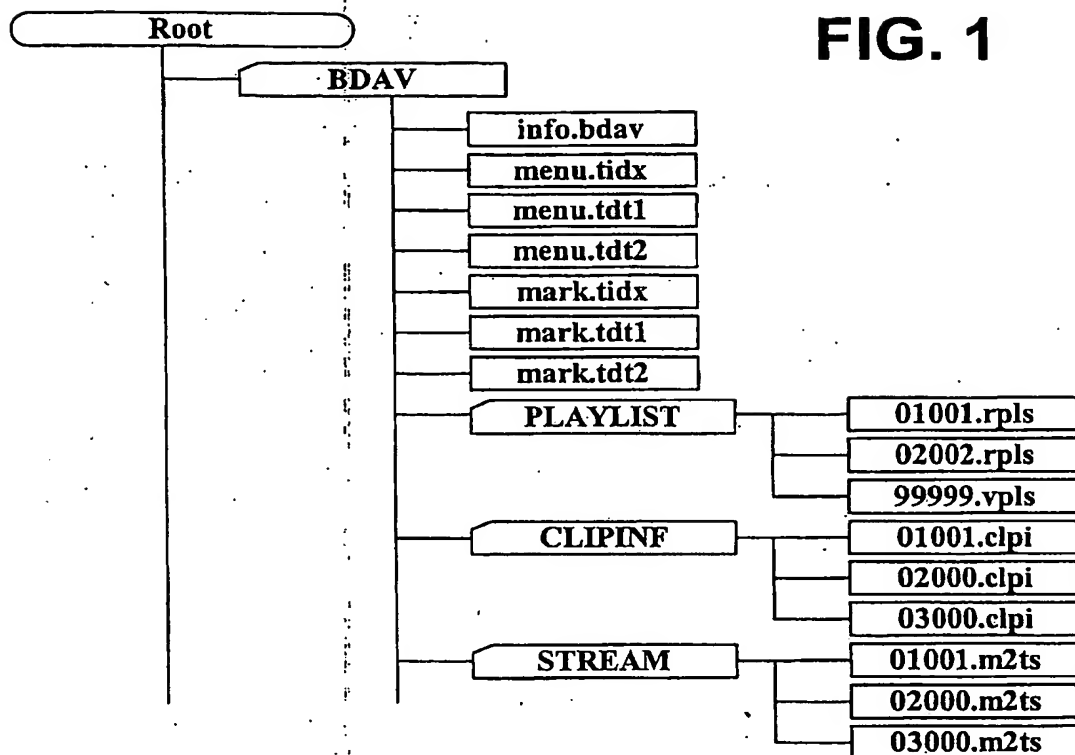 FIG. 1
Root
BDAV
info.bdav
menu.tidx
menu.tdt1
menu.tdt2
mark.tidx
mark.tdt1
mark.tdt2
PLAYLIST
01001.rpls
02002.rpls
99999.vpls
CLIPINF
01001.clpi
02000.clpi
03000.clpi
STREAM
01001.m2ts
02000.m2ts
03000.m2ts